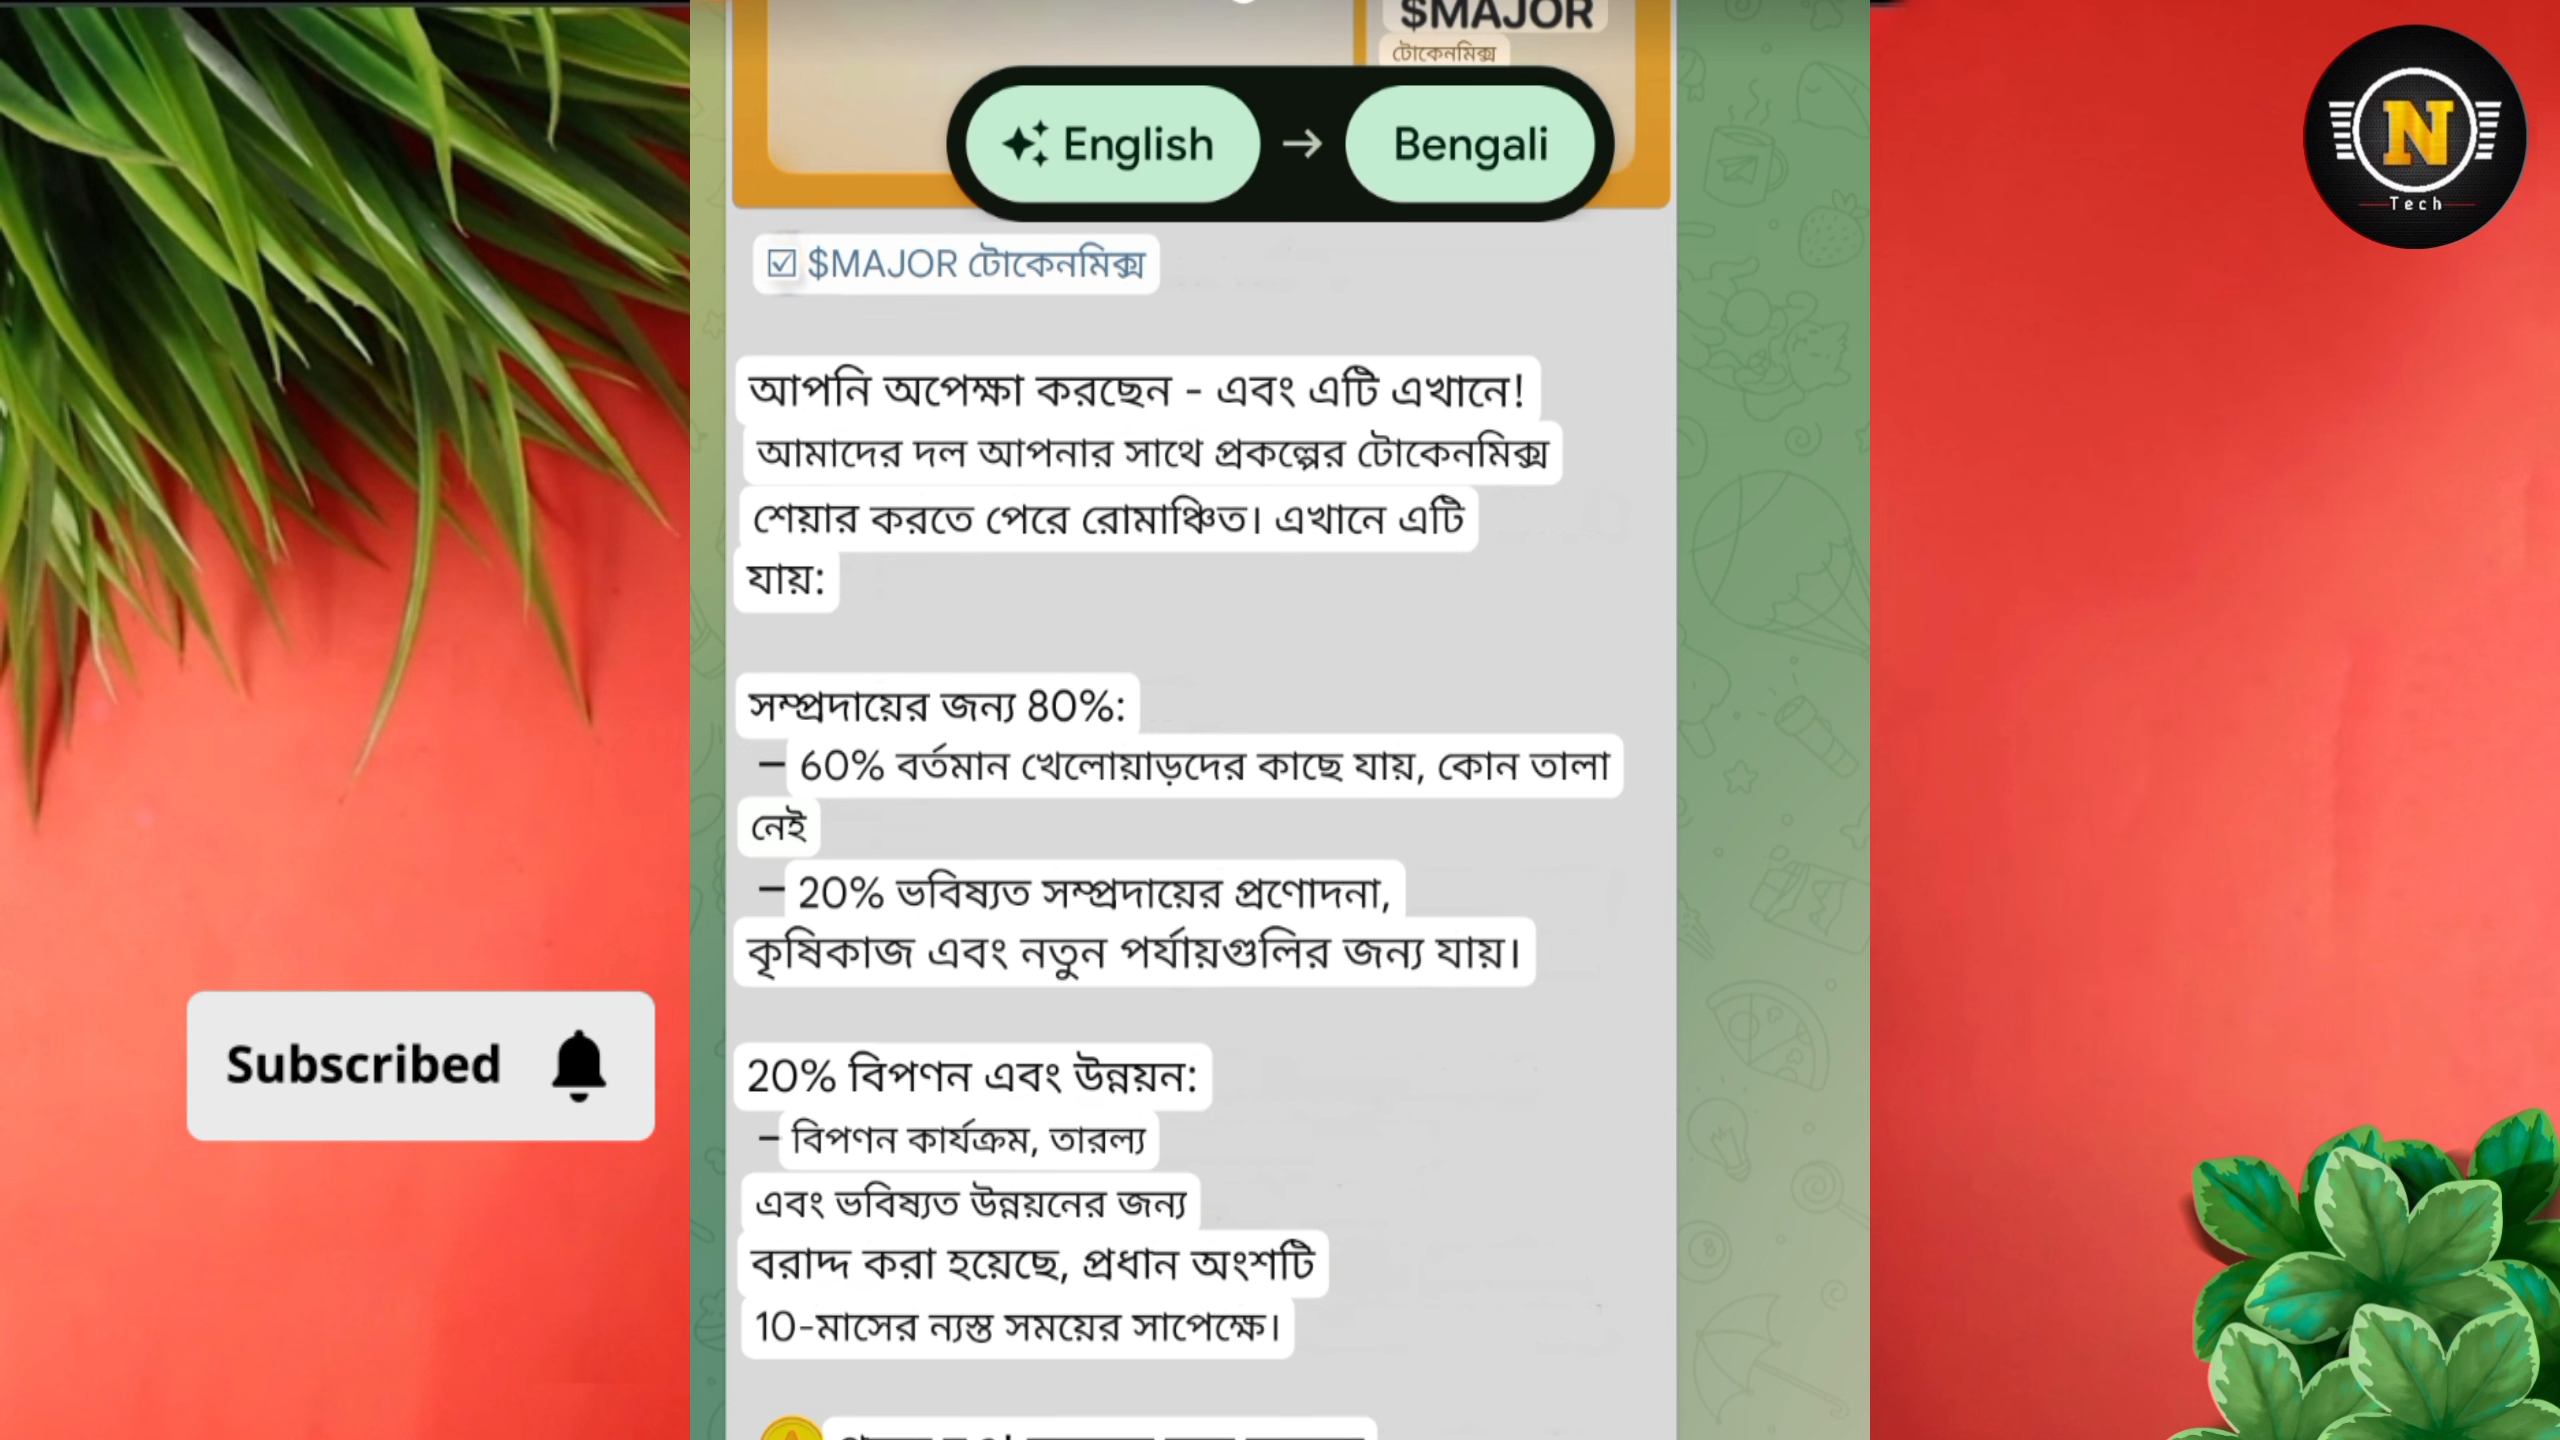 $MAJOR
টোকেনমিক্স
English → Bengali
N
Tech
☑ $MAJOR টোকেনমিক্স
আপনি অপেক্ষা করছেন - এবং এটি এখানে!
আমাদের দল আপনার সাথে প্রকল্পের টোকেনমিক্স
শেয়ার করতে পেরে রোমাঞ্চিত। এখানে এটি
যায়:
সম্প্রদায়ের জন্য 80%:
– 60% বর্তমান খেলোয়াড়দের কাছে যায়, কোন তালা
নেই
– 20% ভবিষ্যত সম্প্রদায়ের প্রণোদনা,
কৃষিকাজ এবং নতুন পর্যায়গুলির জন্য যায়।
Subscribed
20% বিপণন এবং উন্নয়ন:
– বিপণন কার্যক্রম, তারল্য
এবং ভবিষ্যত উন্নয়নের জন্য
বরাদ্দ করা হয়েছে, প্রধান অংশটি
10-মাসের ন্যস্ত সময়ের সাপেক্ষে।